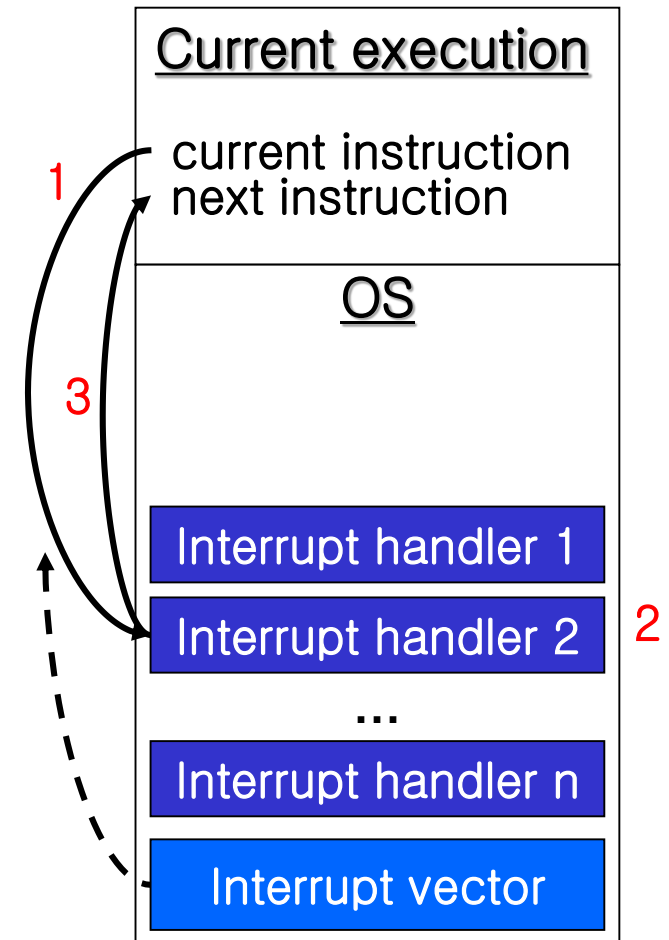 Current execution
current instruction
1
next instruction
OS
3
Interrupt handler 1
Interrupt handler 2
2
...
Interrupt handler n
Interrupt vector